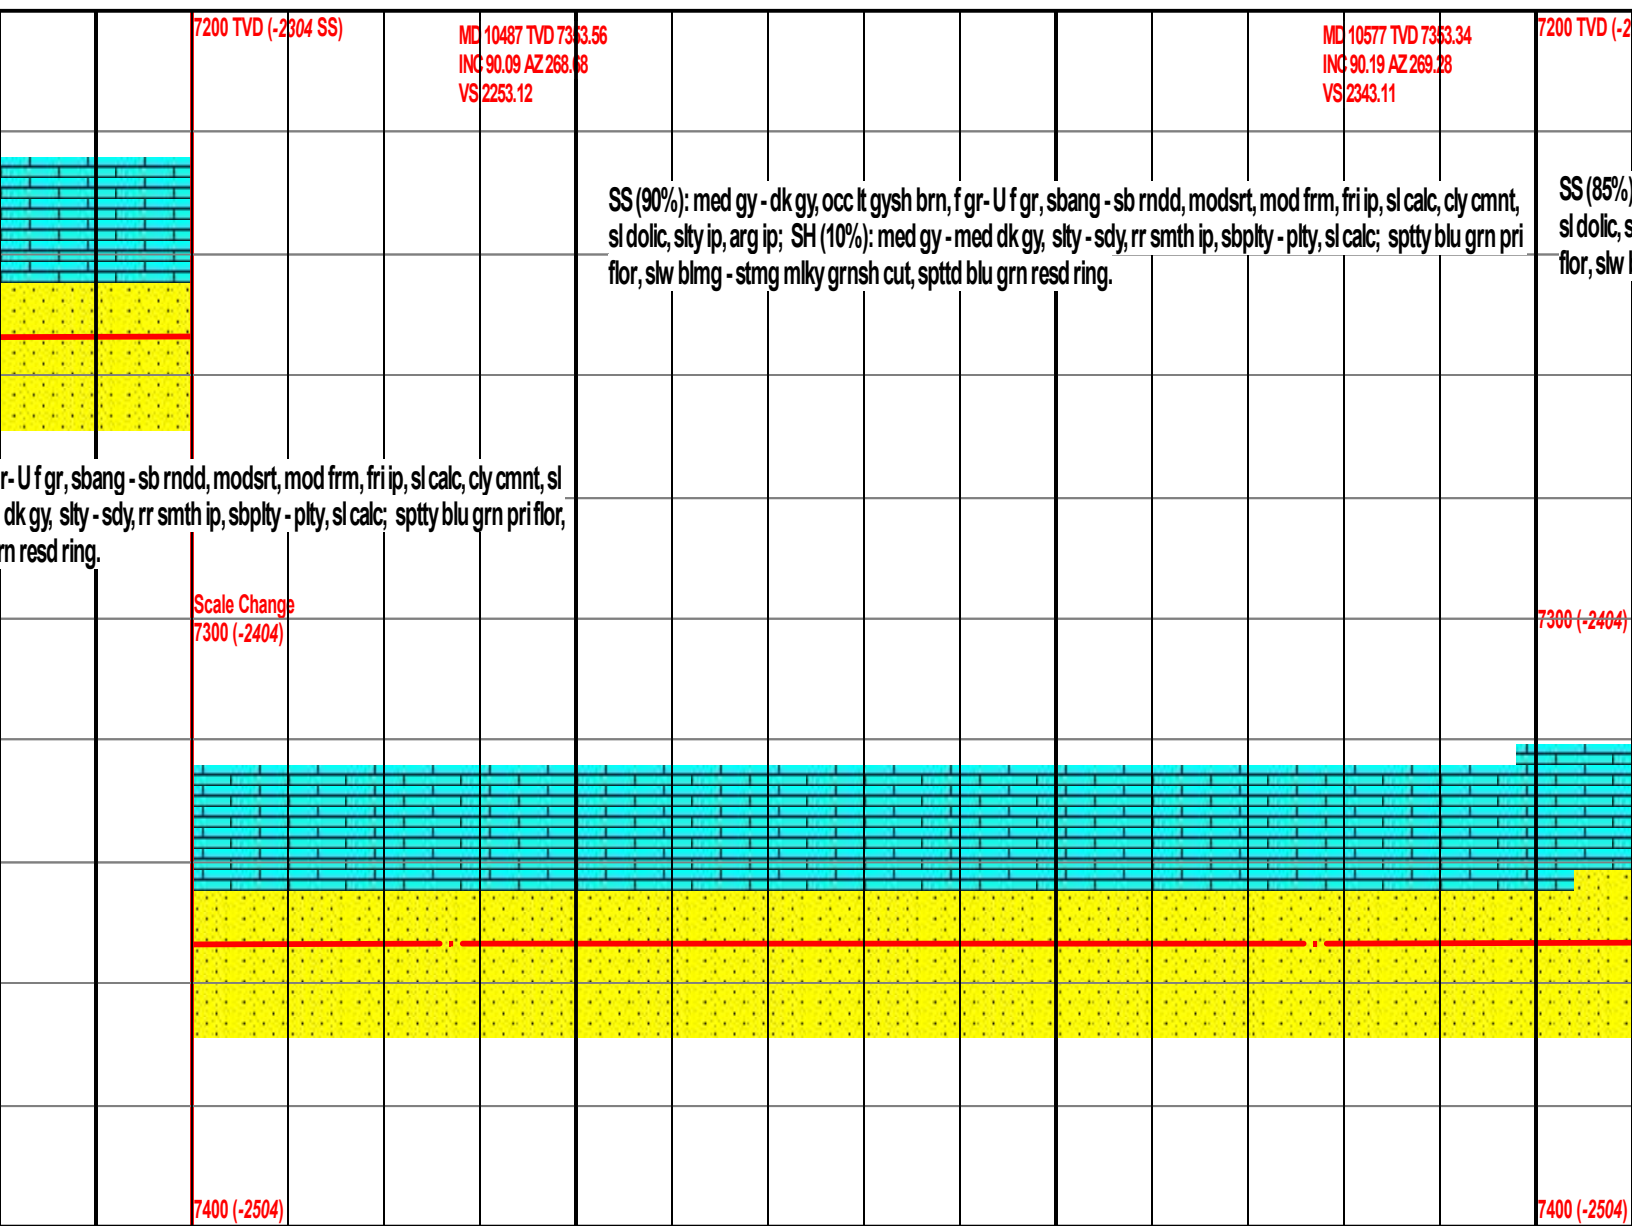 7200 TVD (-2304 SS)
MD 10487 TVD 7353.56
INC 90.09 AZ 268.68
VS 2253.12
MD 10577 TVD 7353.34
INC 90.19 AZ 269.28
VS 2343.11
7200 TVD (-2
SS (90%): med gy - dk gy, occ lt gysh brn, f gr- U f gr, sbang - sb rndd, modsrt, mod frm, fri ip, sl calc, cly cmnt,
sl dolic, slty ip, arg ip; SH (10%): med gy - med dk gy, slty - sdy, rr smth ip, sbplty - plty, sl calc; sptty blu grn pri
flor, slw blmg - stmg mlky grnsh cut, spttd blu grn resd ring.
SS (85%)
sl dolic, s
flor, slw b
r- U f gr, sbang - sb rndd, modsrt, mod frm, fri ip, sl calc, cly cmnt, sl
dk gy, slty - sdy, rr smth ip, sbplty - plty, sl calc; sptty blu grn pri flor,
rn resd ring.
Scale Change
7300 (-2404)
7300 (-2404)
7400 (-2504)
7400 (-2504)